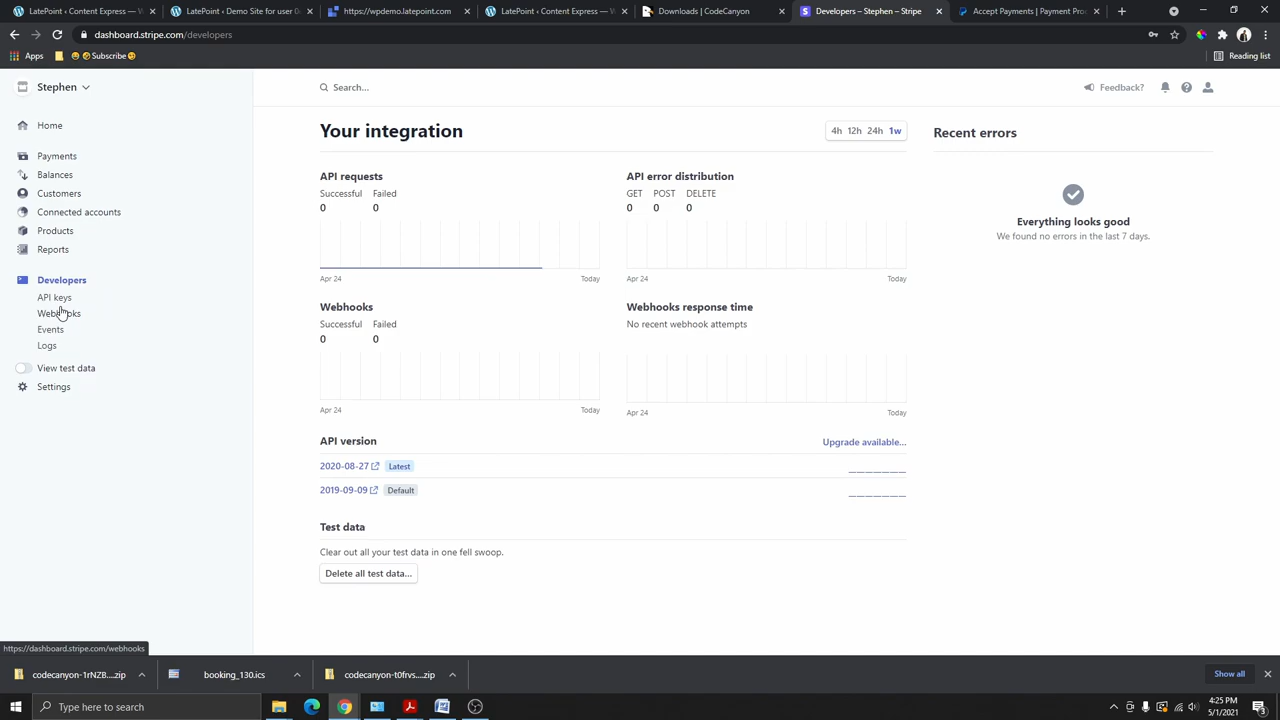 LatePoint ‹ Content Express — W
LatePoint ‹ Demo Site for user 0
https://wpdemo.latepoint.com
LatePoint ‹ Content Express — W
Downloads | CodeCanyon
Developers – Stephen – Stripe
Accept Payments | Payment Pro
dashboard.stripe.com/developers
Apps
Subscribe
Reading list
Stephen
Search...
Feedback?
Home
Your integration
4h 12h 24h 1w
Recent errors
Payments
Balances
Customers
Connected accounts
Products
Reports
API requests
Successful Failed
0 0
Apr 24 Today
API error distribution
GET POST DELETE
0 0 0
Apr 24 Today
Everything looks good
We found no errors in the last 7 days.
Developers
API keys
Webhooks
Events
Logs
View test data
Settings
Webhooks
Successful Failed
0 0
Apr 24 Today
Webhooks response time
No recent webhook attempts
Apr 24 Today
API version
Upgrade available...
2020-08-27 Latest
2019-09-09 Default
Test data
Clear out all your test data in one fell swoop.
Delete all test data...
https://dashboard.stripe.com/webhooks
codecanyon-1rNZB....zip
booking_130.ics
codecanyon-t0frvs....zip
Show all
Type here to search
4:25 PM
5/1/2021
3